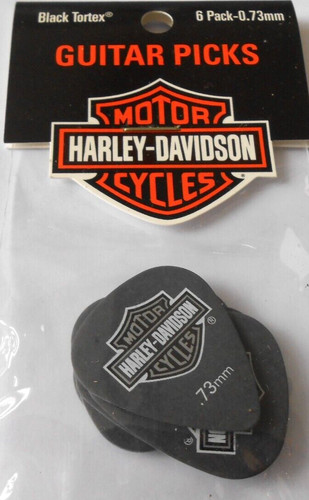 Black Tortex® 6 Pack-0.73mm
GUITAR PICKS
MOTOR
HARLEY-DAVIDSON
CYCLES
MOTOR
HARLEY-DAVIDSON
CYCLES
®
.73mm